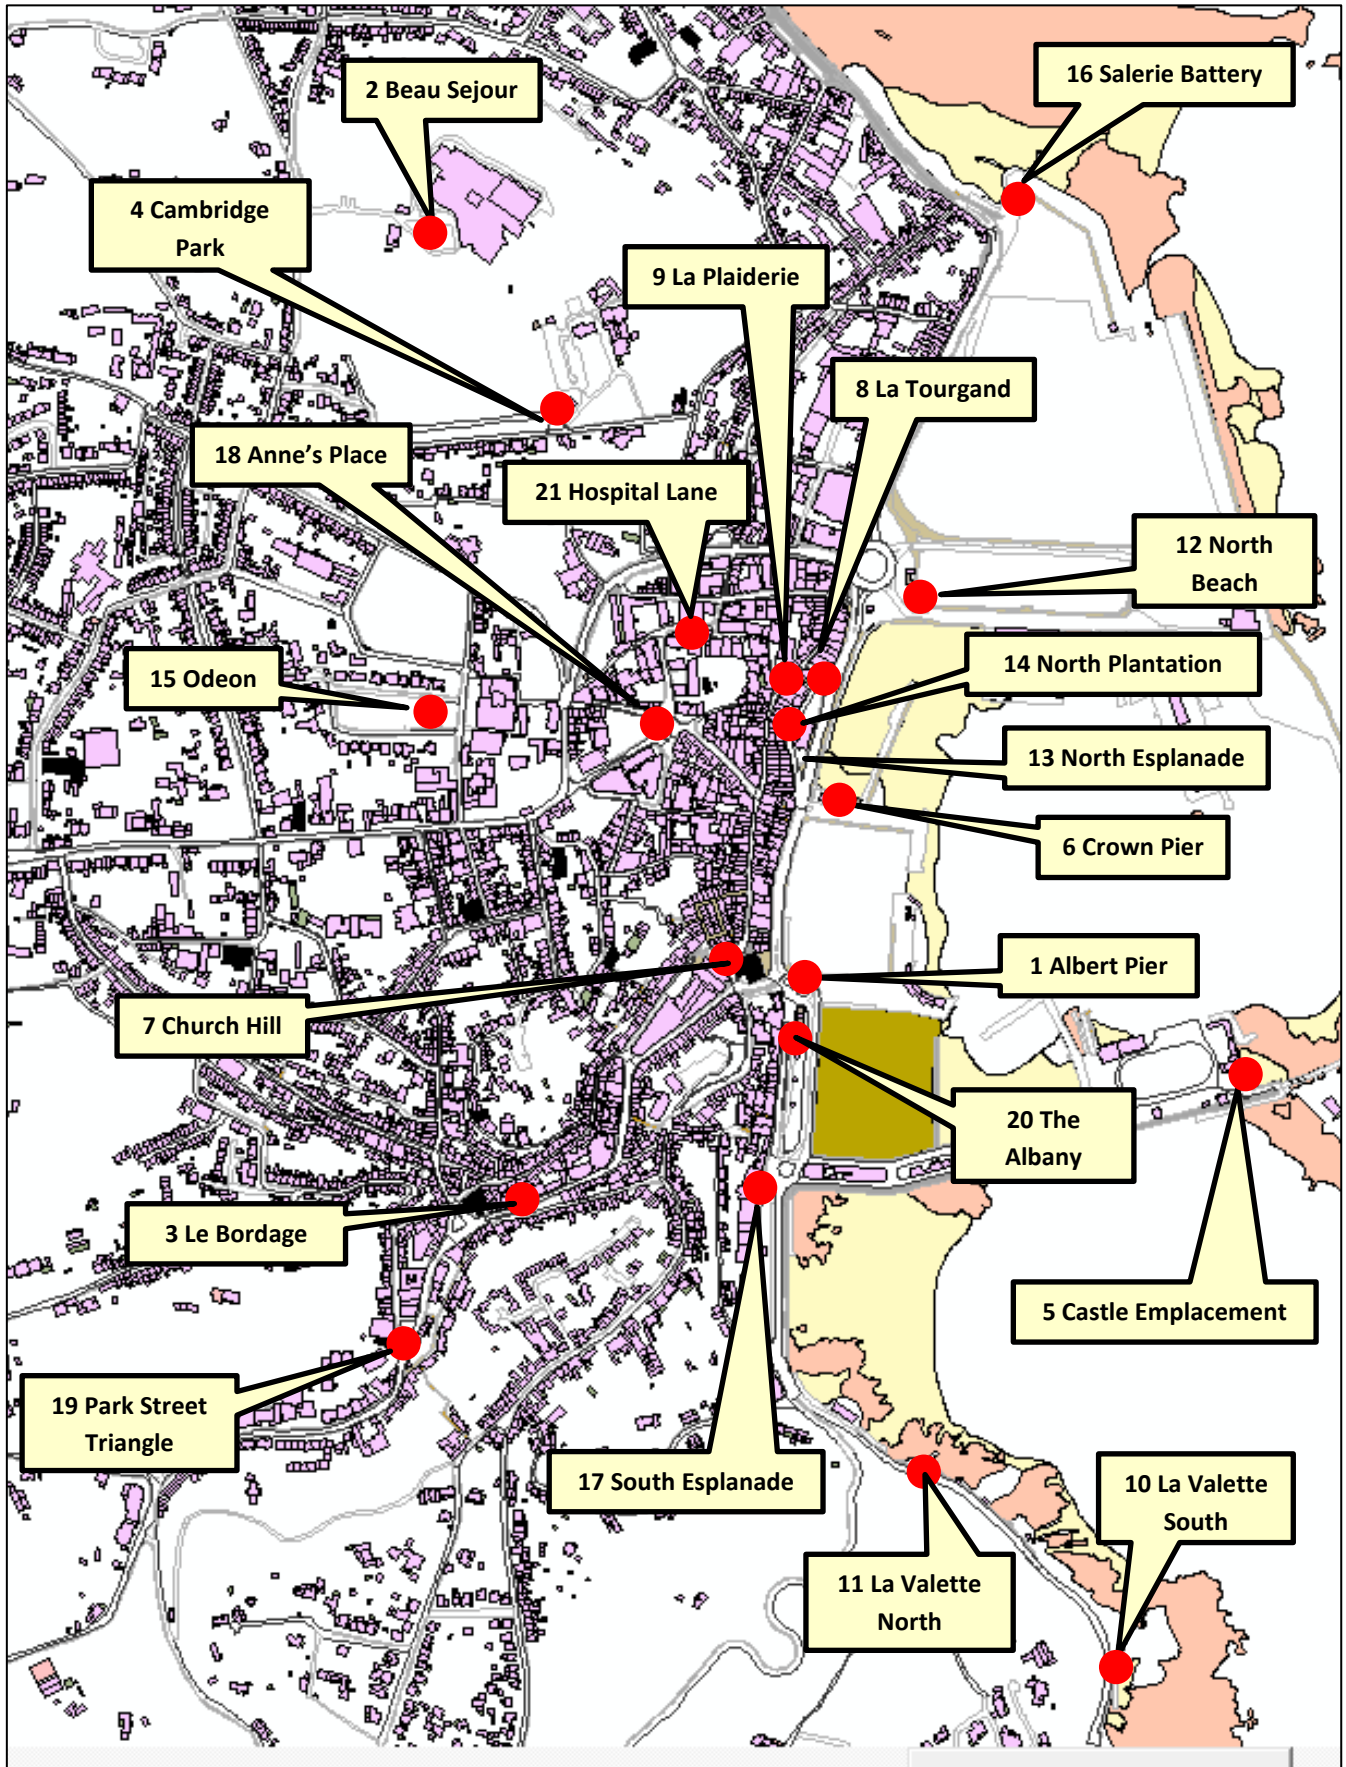 16 Salerie Battery
2 Beau Sejour
4 Cambridge
Park
9 La Plaiderie
8 La Tourgand
18 Anne’s Place
21 Hospital Lane
12 North
Beach
15 Odeon
14 North Plantation
13 North Esplanade
6 Crown Pier
1 Albert Pier
7 Church Hill
20 The
Albany
3 Le Bordage
5 Castle Emplacement
19 Park Street
Triangle
17 South Esplanade
10 La Valette
South
11 La Valette
North